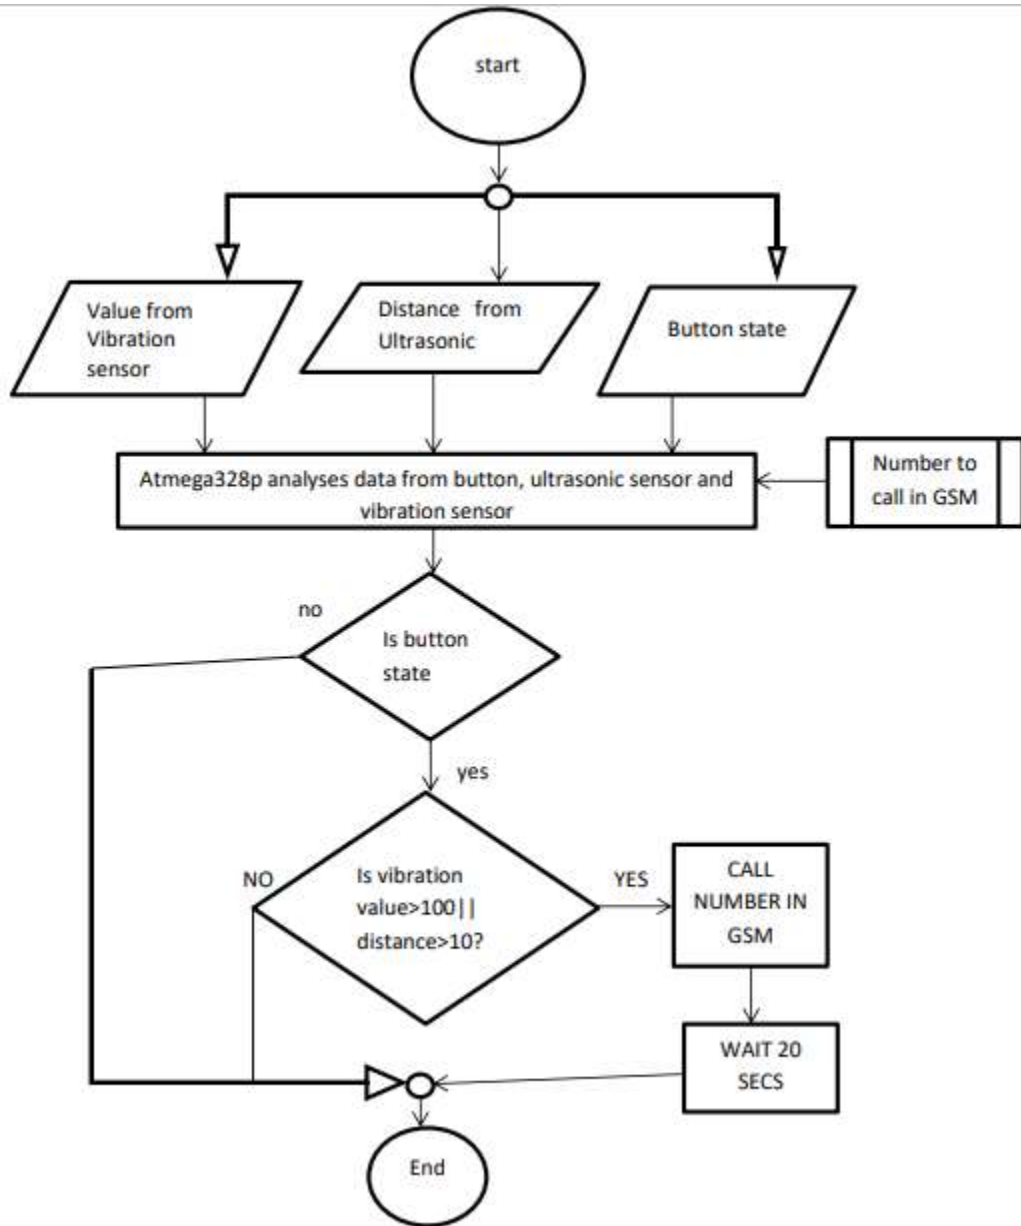 start
Value from
Vibration
sensor
Distance from
Ultrasonic
Button state
Atmega328p analyses data from button, ultrasonic sensor and
vibration sensor
Number to
call in GSM
no
Is button
state
yes
NO
Is vibration
value>100||
distance>10?
YES
CALL
NUMBER IN
GSM
WAIT 20
SECS
End